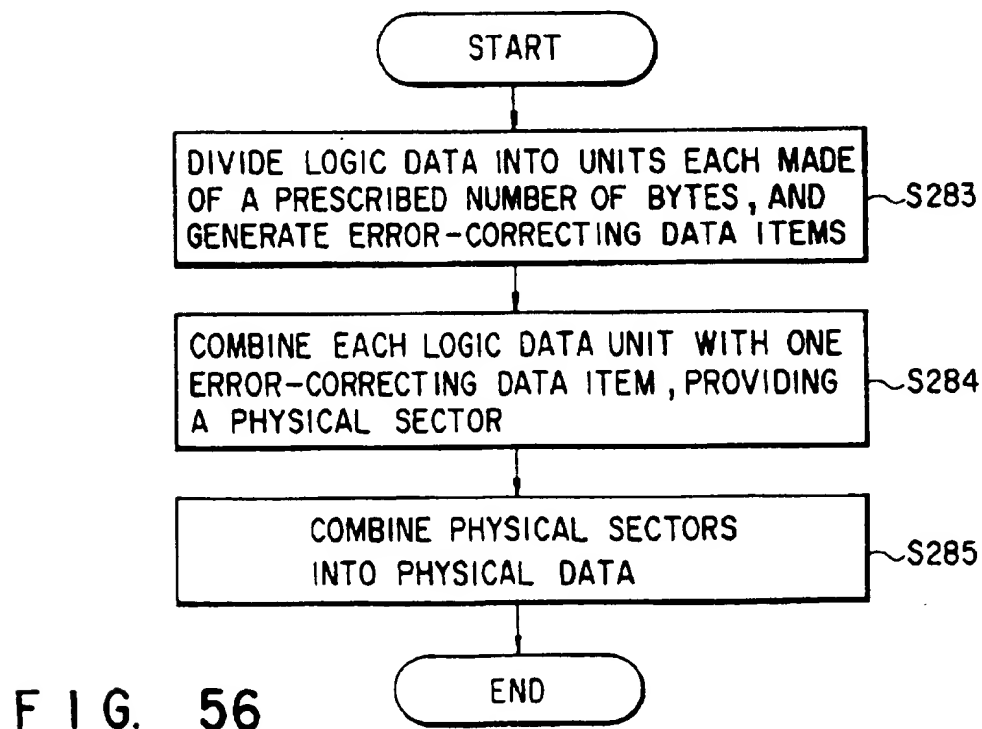 START
DIVIDE LOGIC DATA INTO UNITS EACH MADE
OF A PRESCRIBED NUMBER OF BYTES, AND
GENERATE ERROR-CORRECTING DATA ITEMS
S283
COMBINE EACH LOGIC DATA UNIT WITH ONE
ERROR-CORRECTING DATA ITEM, PROVIDING
A PHYSICAL SECTOR
S284
COMBINE PHYSICAL SECTORS
INTO PHYSICAL DATA
S285
END
FIG. 56